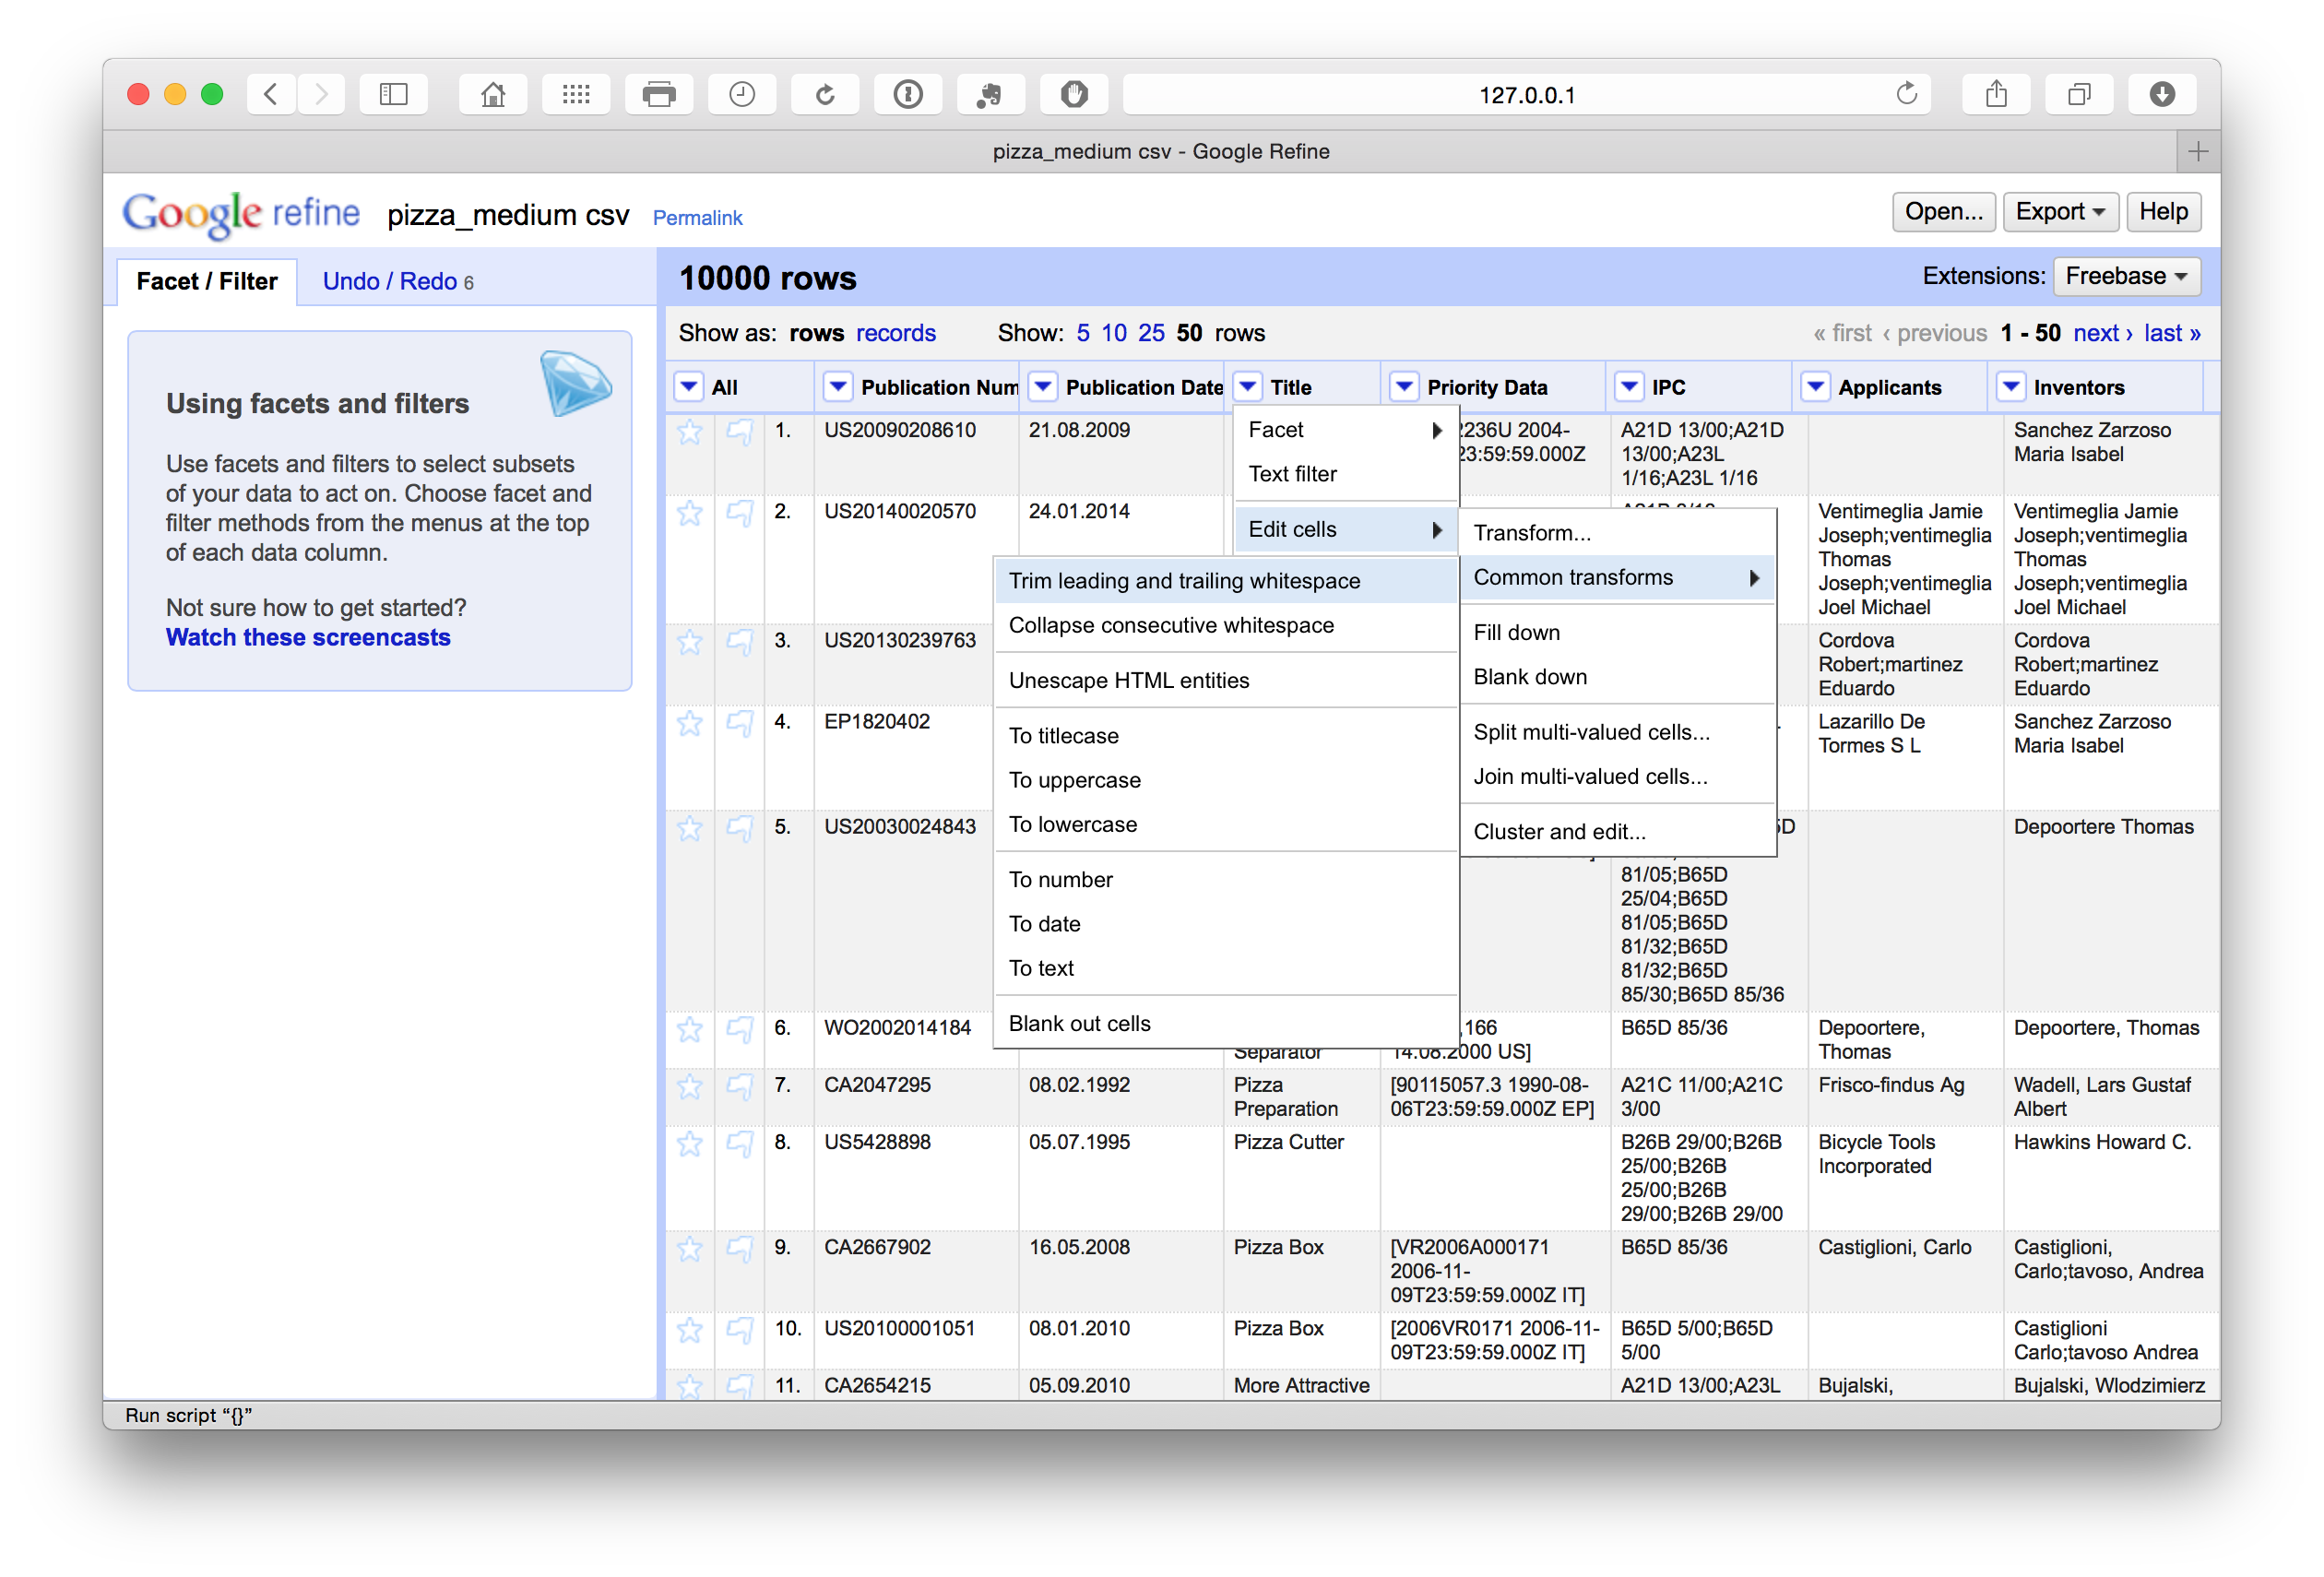 127.0.0.1
pizza_medium csv - Google Refine
Google refine pizza_medium csv Permalink
Open... Export Help
Facet / Filter Undo / Redo 6
10000 rows
Extensions: Freebase
Show as: rows records Show: 5 10 25 50 rows
« first ‹ previous 1 - 50 next › last »
Using facets and filters
Use facets and filters to select subsets
of your data to act on. Choose facet and
filter methods from the menus at the top
of each data column.
Not sure how to get started?
Watch these screencasts
All Publication Num Publication Date Title Priority Data IPC Applicants Inventors
1. US20090208610 21.08.2009
2236U 2004-
23:59:59.000Z
A21D 13/00;A21D
13/00;A23L
1/16;A23L 1/16
Sanchez Zarzoso
Maria Isabel
2. US20140020570 24.01.2014
Ventimeglia Jamie
Joseph;ventimeglia
Thomas
Joseph;ventimeglia
Joel Michael
Ventimeglia Jamie
Joseph;ventimeglia
Thomas
Joseph;ventimeglia
Joel Michael
3. US20130239763
Cordova
Robert;martinez
Eduardo
Cordova
Robert;martinez
Eduardo
4. EP1820402
Lazarillo De
Tormes S L
Sanchez Zarzoso
Maria Isabel
5. US20030024843
81/05;B65D
25/04;B65D
81/05;B65D
81/32;B65D
81/32;B65D
85/30;B65D 85/36
Depoortere Thomas
Facet
Text filter
Edit cells
Transform...
Common transforms
Fill down
Blank down
Split multi-valued cells...
Join multi-valued cells...
Cluster and edit...
Trim leading and trailing whitespace
Collapse consecutive whitespace
Unescape HTML entities
To titlecase
To uppercase
To lowercase
To number
To date
To text
Blank out cells
6. WO2002014184
Separator
,166
14.08.2000 US]
B65D 85/36
Depoortere,
Thomas
Depoortere, Thomas
7. CA2047295 08.02.1992
Pizza
Preparation
[90115057.3 1990-08-
06T23:59:59.000Z EP]
A21C 11/00;A21C
3/00
Frisco-findus Ag
Wadell, Lars Gustaf
Albert
8. US5428898 05.07.1995
Pizza Cutter
B26B 29/00;B26B
25/00;B26B
25/00;B26B
29/00;B26B 29/00
Bicycle Tools
Incorporated
Hawkins Howard C.
9. CA2667902 16.05.2008
Pizza Box
[VR2006A000171
2006-11-
09T23:59:59.000Z IT]
B65D 85/36
Castiglioni, Carlo
Castiglioni,
Carlo;tavoso, Andrea
10. US20100001051 08.01.2010
Pizza Box
[2006VR0171 2006-11-
09T23:59:59.000Z IT]
B65D 5/00;B65D
5/00
Castiglioni
Carlo;tavoso Andrea
11. CA2654215 05.09.2010
More Attractive
A21D 13/00;A23L
Bujalski,
Bujalski, Wlodzimierz
Run script “{}”